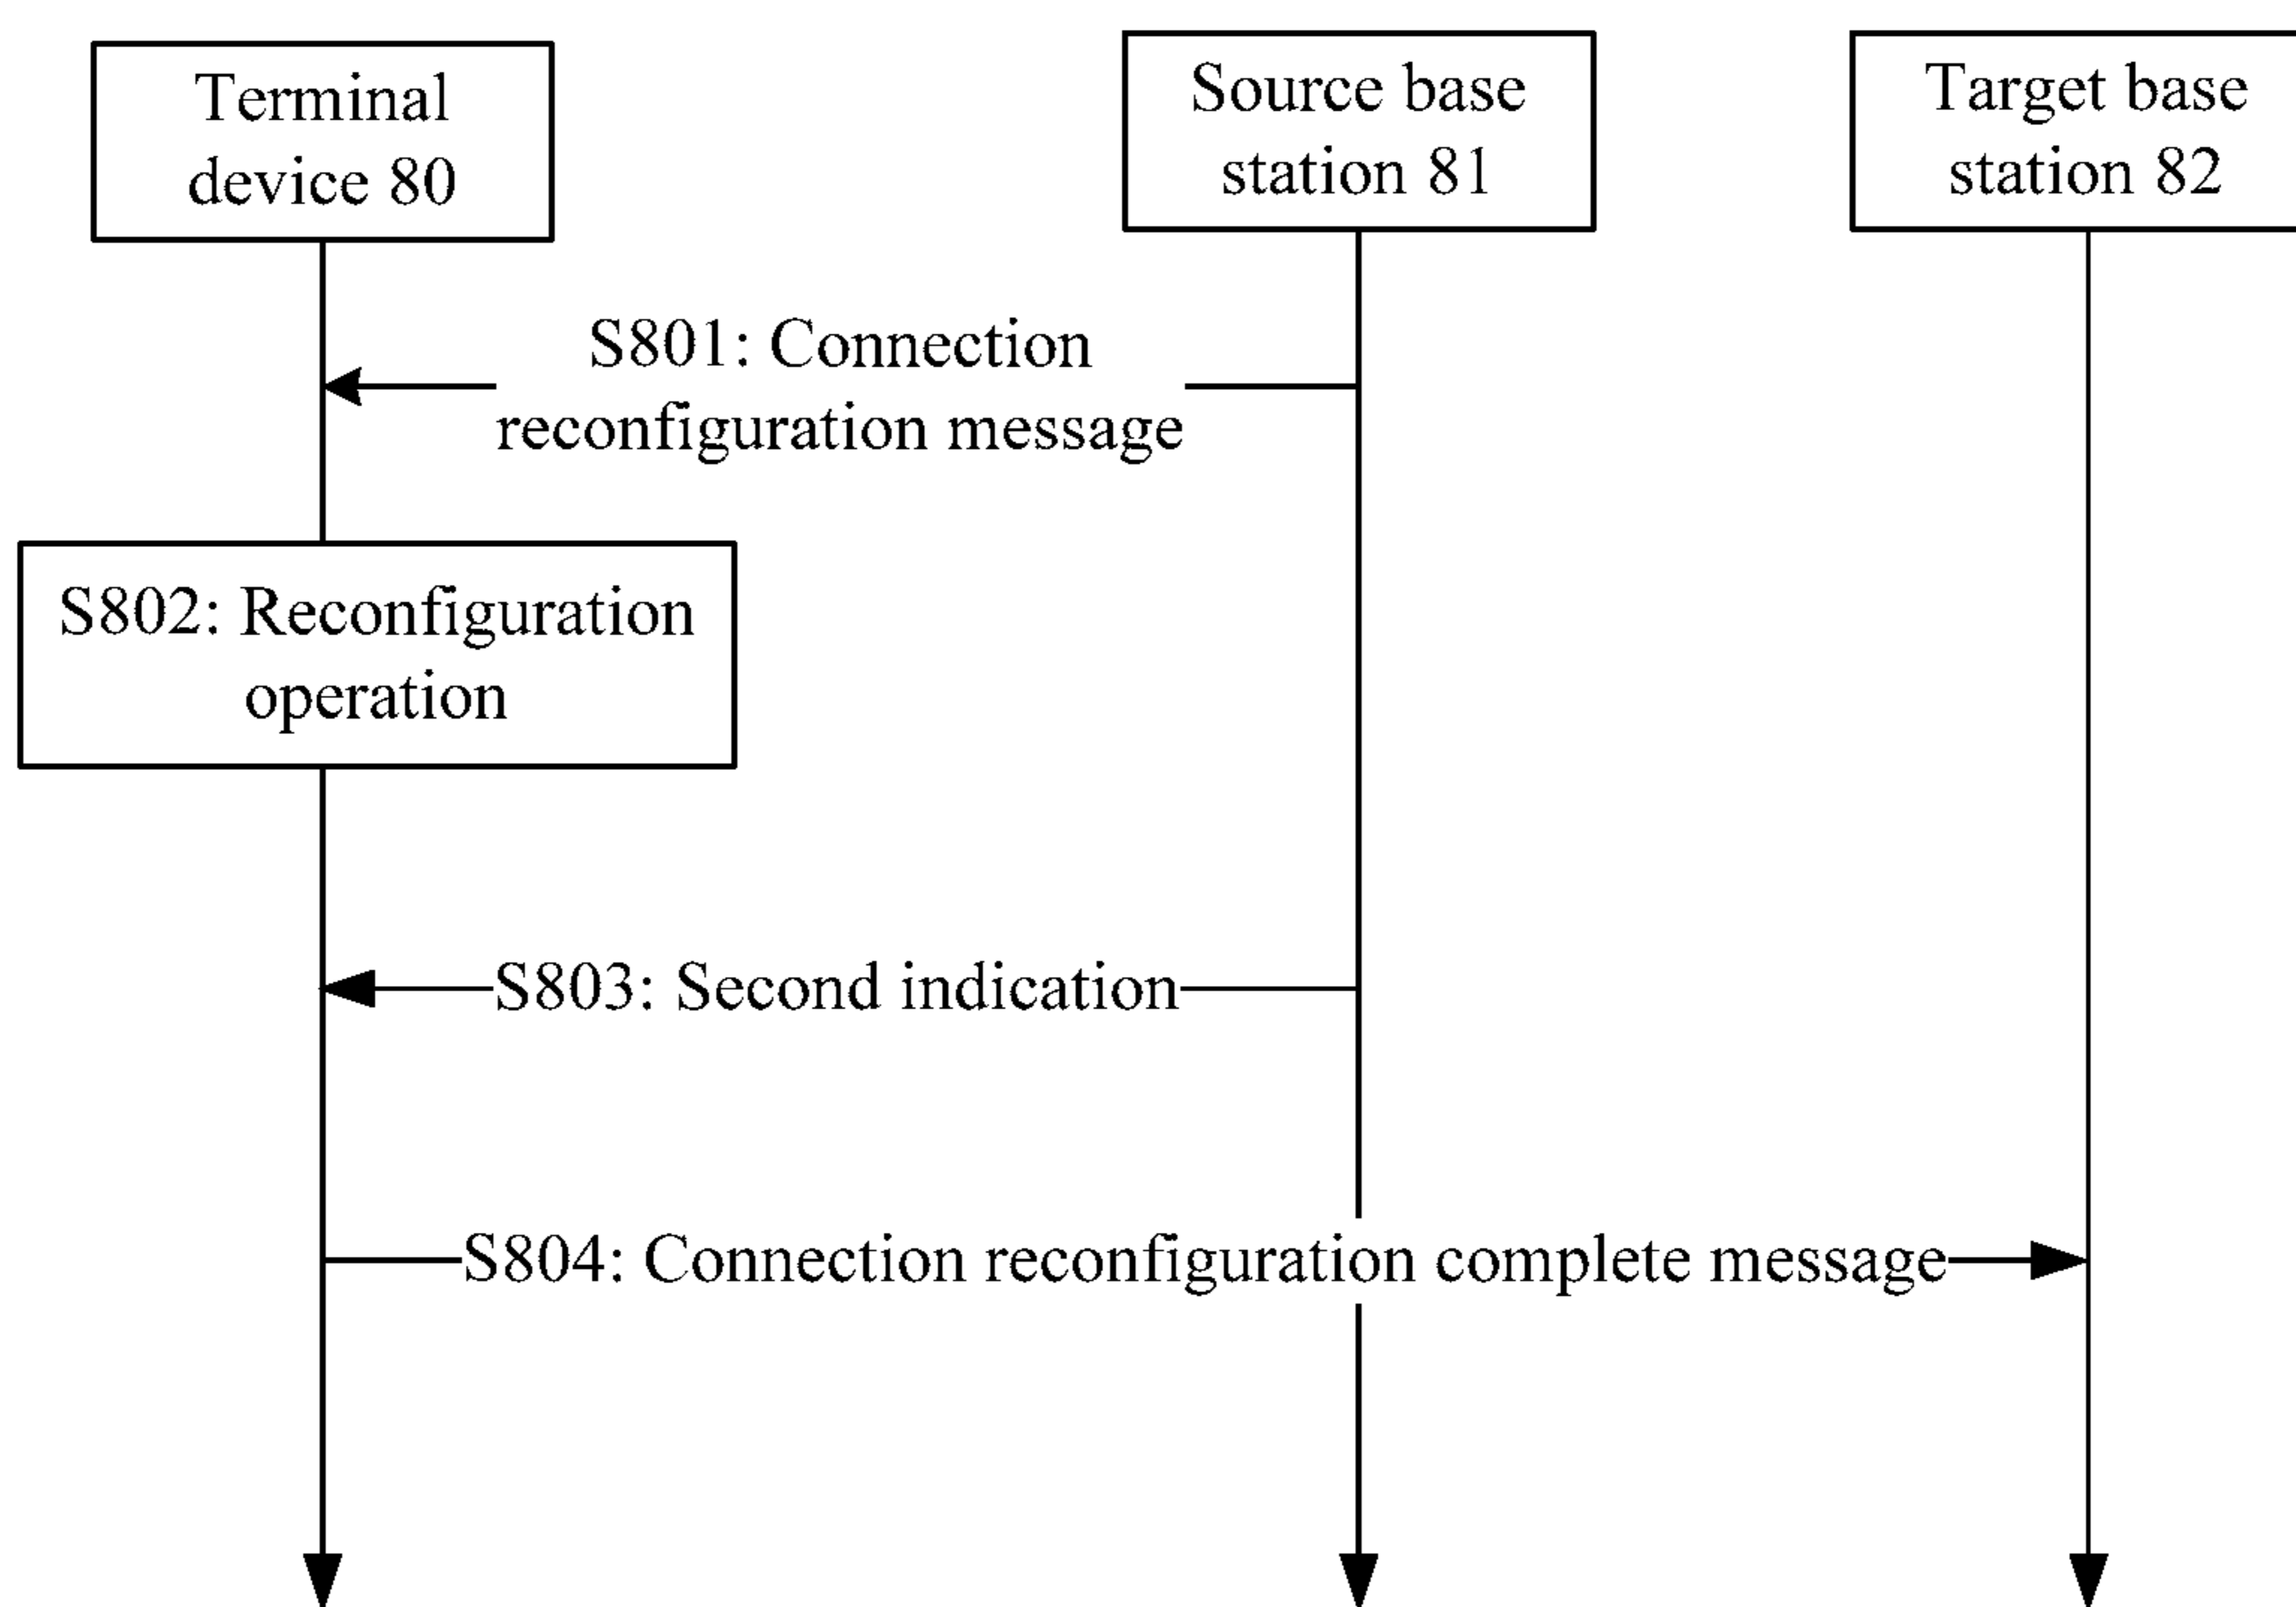 Terminal
device 80
Source base
station 81
Target base
station 82
S801: Connection
reconfiguration message
S802: Reconfiguration
operation
S803: Second indication
S804: Connection reconfiguration complete message